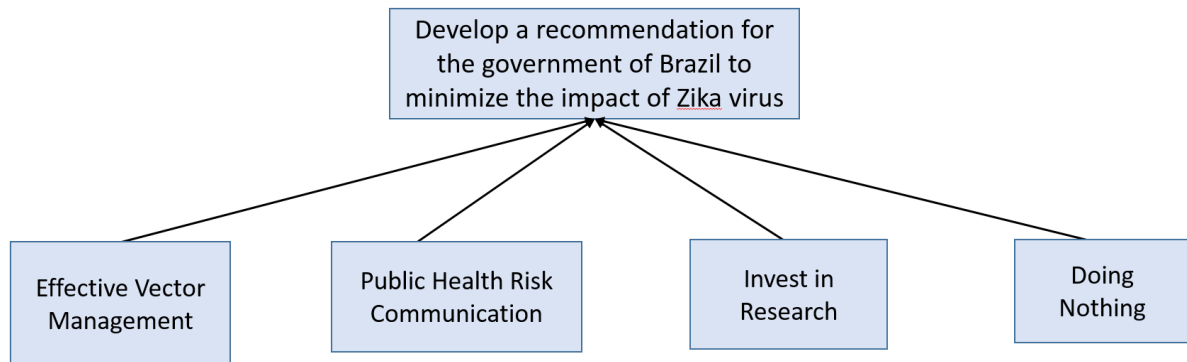 Develop a recommendation for
the government of Brazil to
minimize the impact of Zika virus
Effective Vector
Management
Public Health Risk
Communication
Invest in
Research
Doing
Nothing